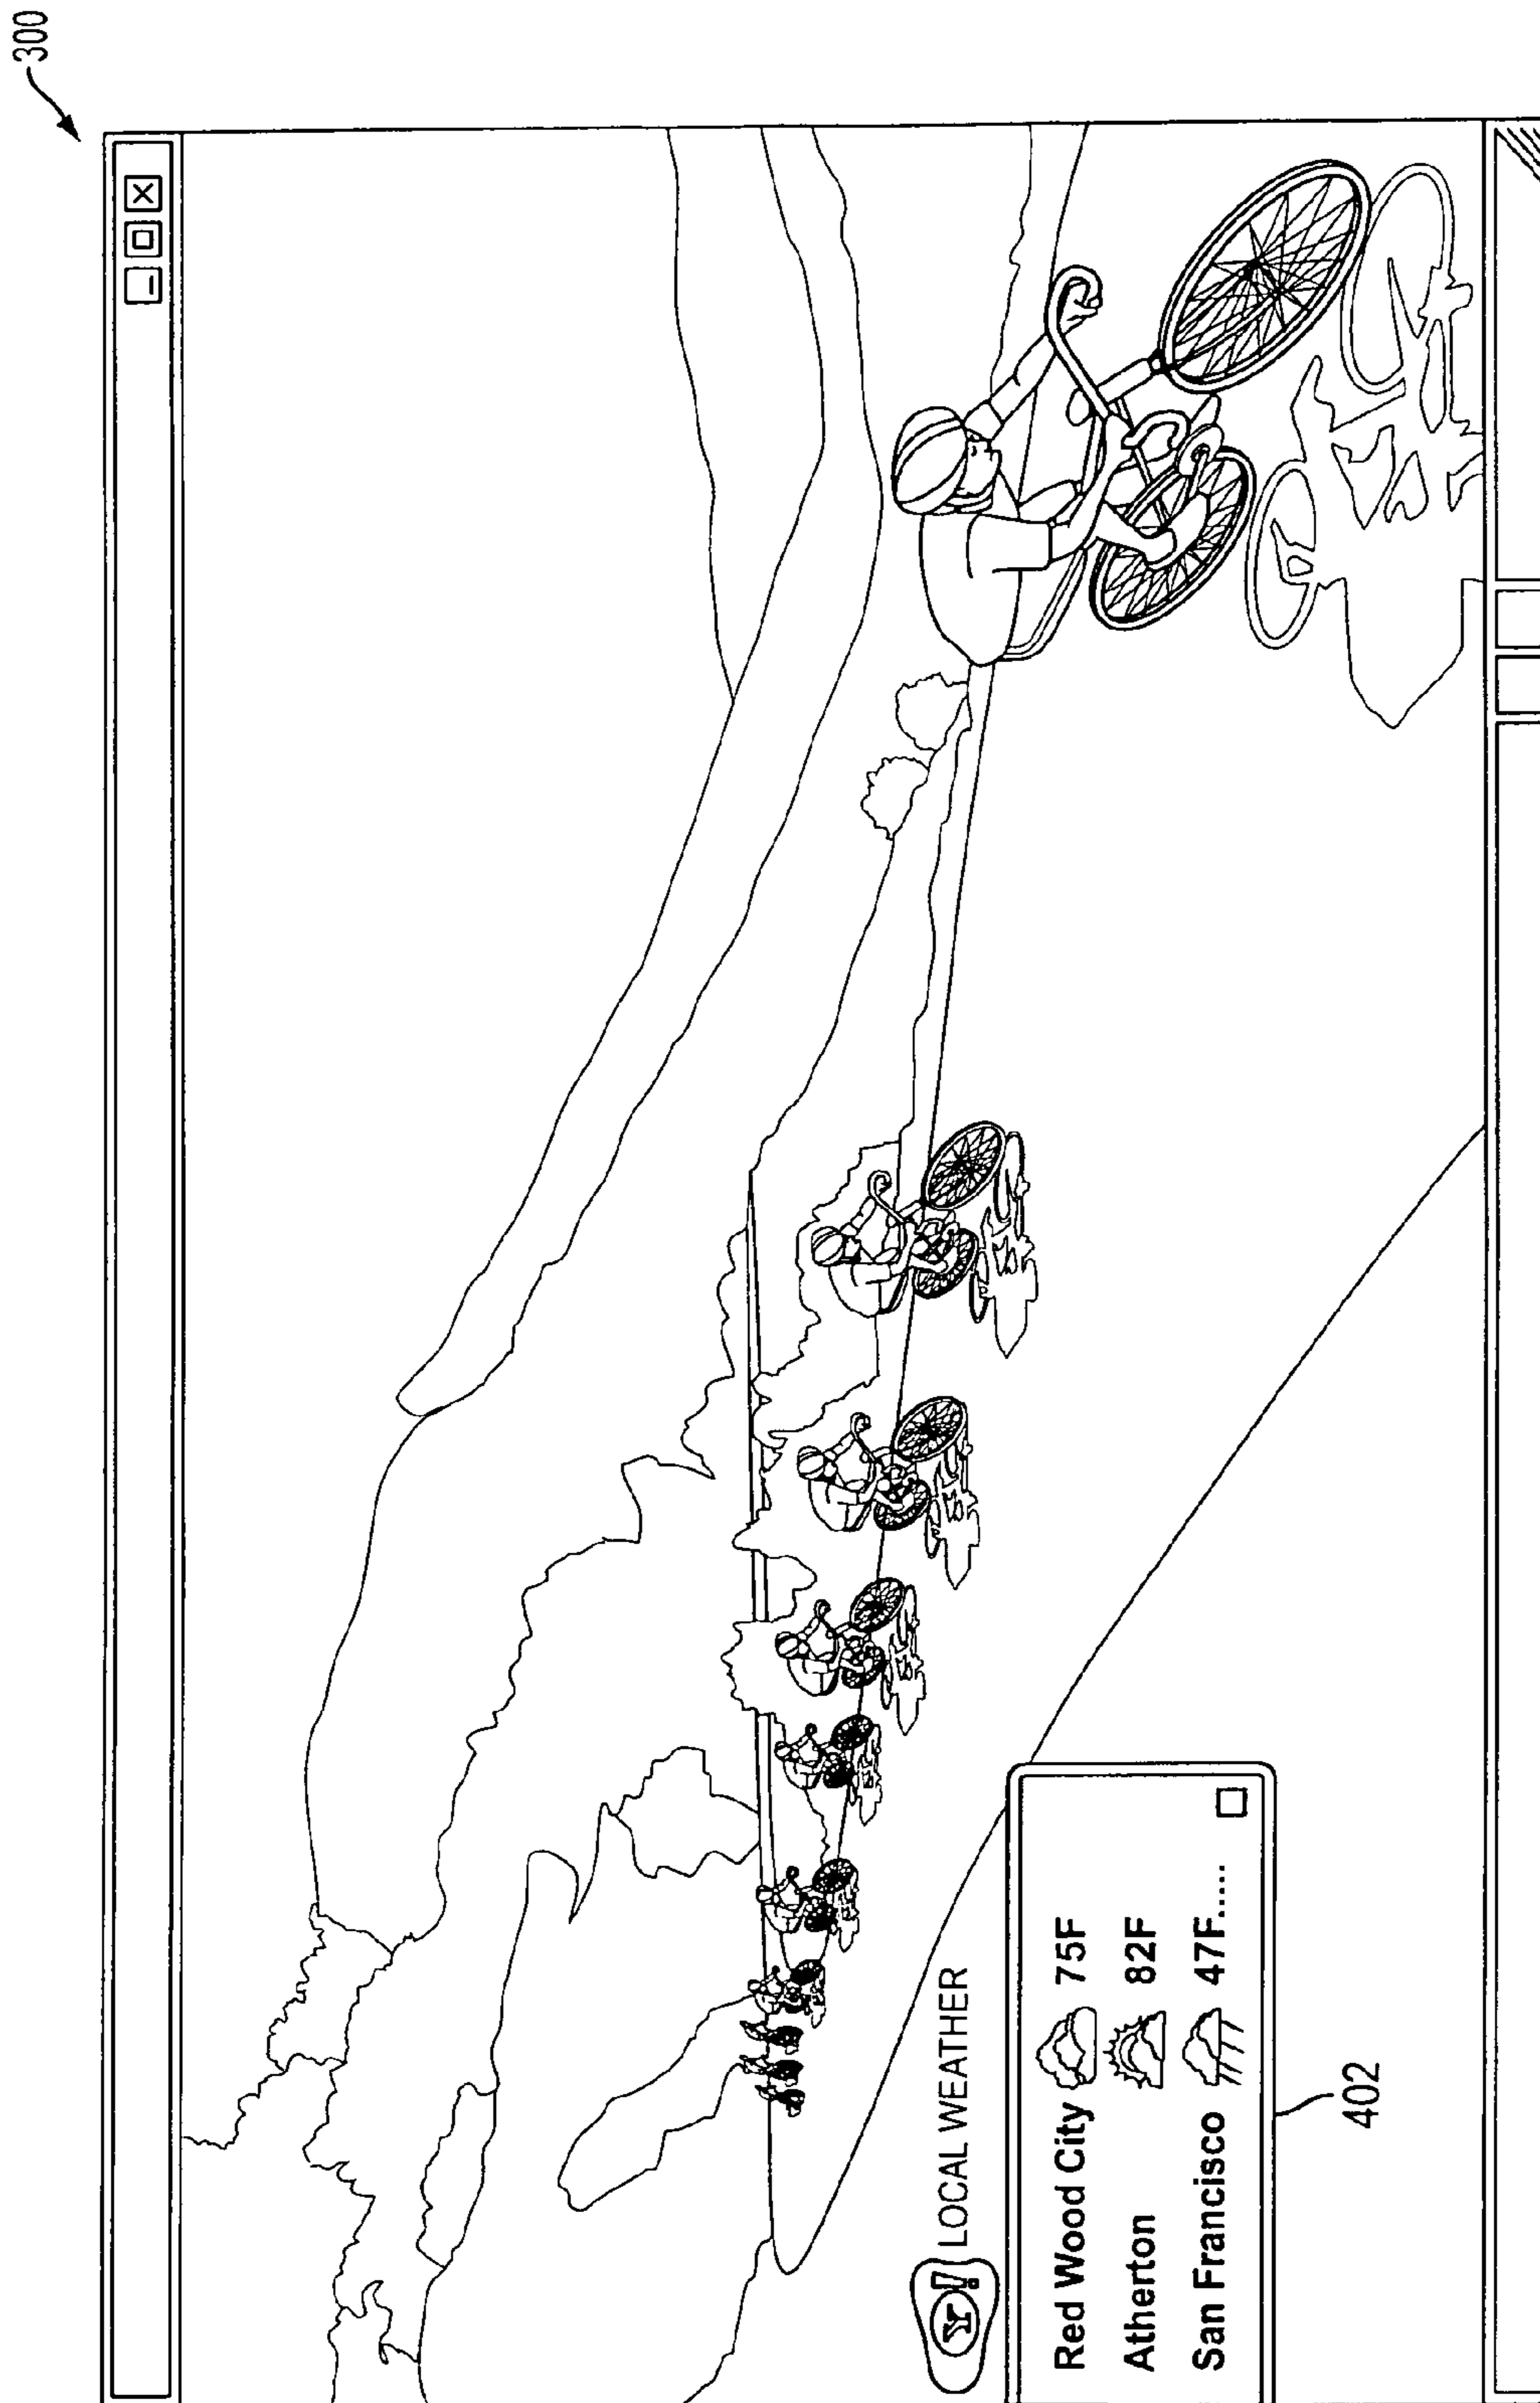 300
Y! LOCAL WEATHER
Red Wood City 75F
Atherton 82F
San Francisco 47F.....
402